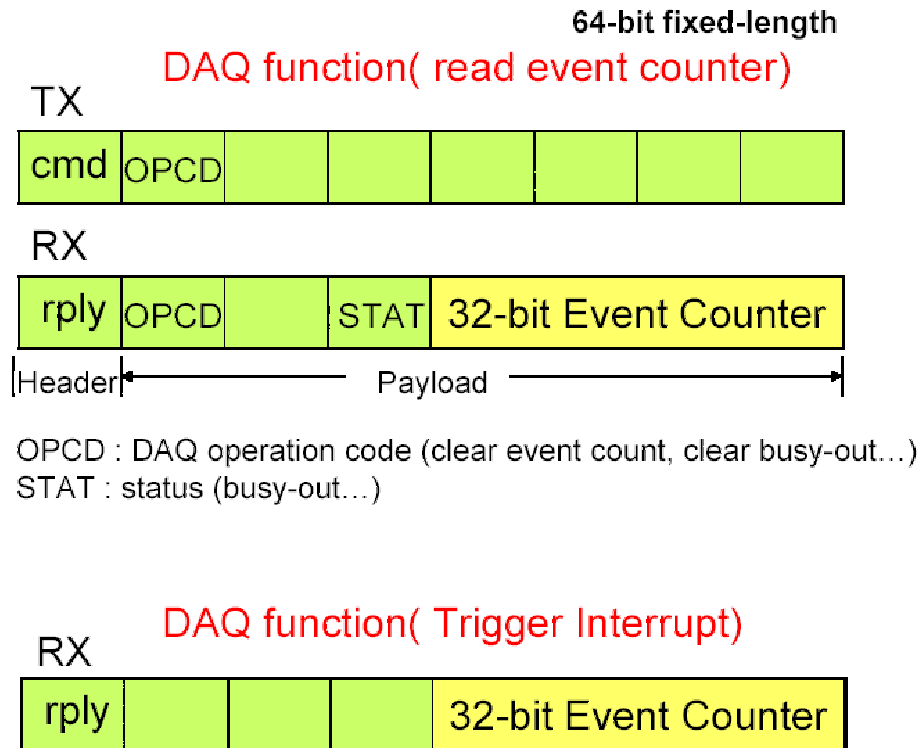 64-bit fixed-length
DAQ function( read event counter)
TX
cmd OPCD
RX
rply OPCD STAT 32-bit Event Counter
Header Payload
OPCD : DAQ operation code (clear event count, clear busy-out…)
STAT : status (busy-out…)
DAQ function( Trigger Interrupt)
RX
rply 32-bit Event Counter